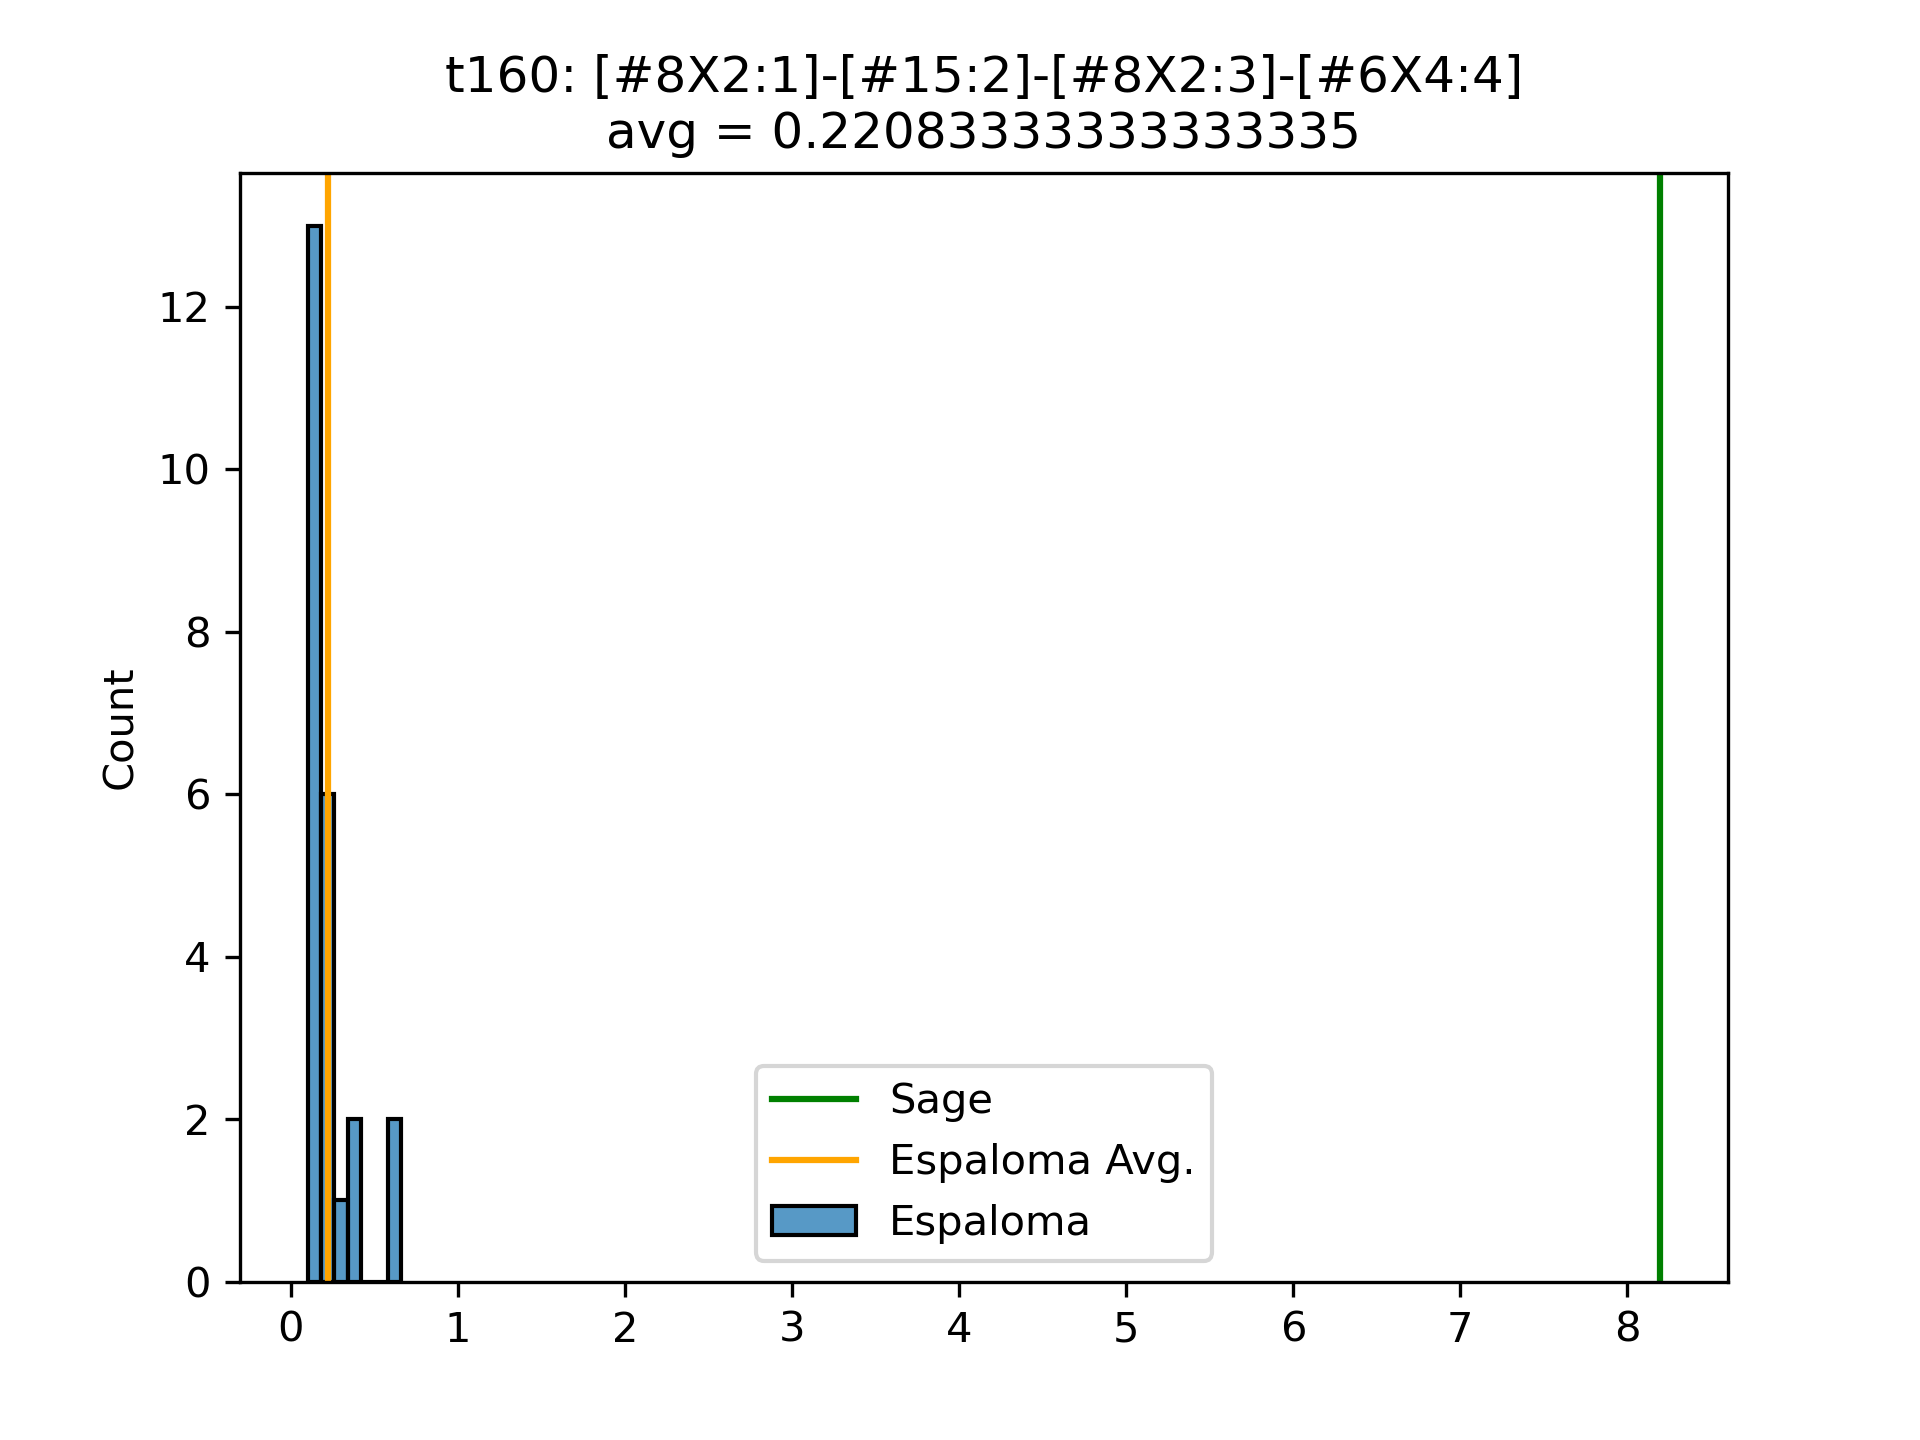 t160: [#8X2:1]-[#15:2]-[#8X2:3]-[#6X4:4]
avg = 0.22083333333333335
Count
12
10
8
6
4
2
0
Sage
Espaloma Avg.
Espaloma
0 1 2 3 4 5 6 7 8